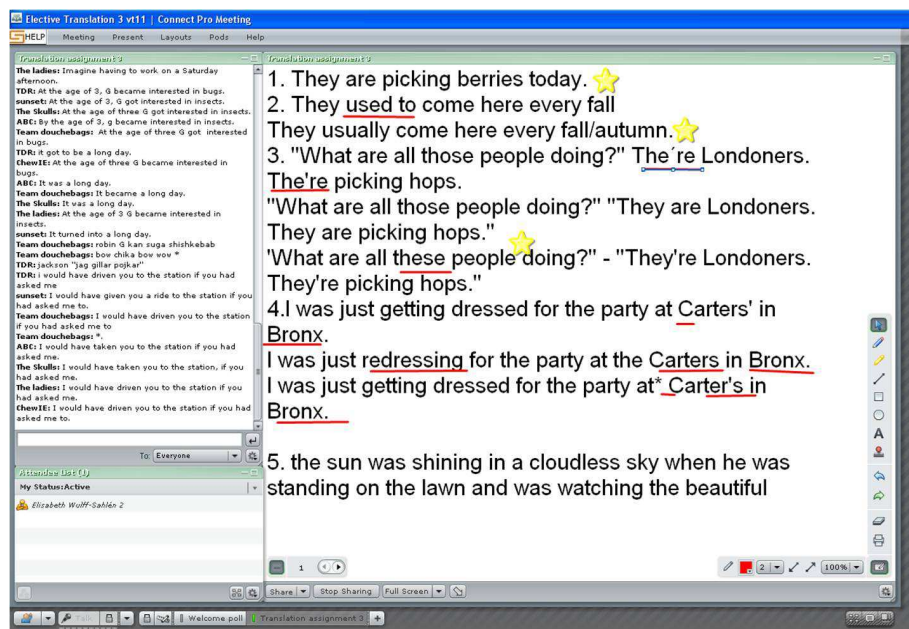 Elective Translation 3 vt11 | Connect Pro Meeting
HELP Meeting Present Layouts Pods Help
Translation assignment 3
The ladies: Imagine having to work on a Saturday
afternoon.
TDR: At the age of 3, G became interested in bugs.
sunset: At the age of 3, G got interested in insects.
The Skulls: At the age of three G got interested in insects.
ABC: By the age of 3, g became interested in insects.
Team douchebags: At the age of three G got interested
in bugs.
TDR: it got to be a long day.
ChewIE: At the age of three G became interested in
bugs.
ABC: It was a long day.
Team douchebags: It became a long day.
The Skulls: It was a long day.
The ladies: At the age of 3 G became interested in
insects.
sunset: It turned into a long day.
Team douchebags: robin G kan suga shishkebab
Team douchebags: bow chika bow wow *
TDR: jackson "jag gillar pojkar"
TDR: i would have driven you to the station if you had
asked me
sunset: I would have given you a ride to the station if you
had asked me to.
Team douchebags: I would have driven you to the station
if you had asked me to
Team douchebags: *.
ABC: I would have taken you to the station if you had
asked me.
The Skulls: I would have taken you to the station, if you
had asked me.
The ladies: I would have driven you to the station if you
had asked me.
ChewIE: I would have driven you to the station if you had
asked me to.
To: Everyone
Attendee List (1)
My Status:Active
Elisabeth Wulff-Sahlén 2
Translation assignment 3
1. They are picking berries today.
2. They used to come here every fall
They usually come here every fall/autumn.
3. "What are all those people doing?" The´re Londoners.
The're picking hops.
"What are all those people doing?" "They are Londoners.
They are picking hops."
'What are all these people doing?" - "They're Londoners.
They're picking hops."
4.I was just getting dressed for the party at Carters' in
Bronx.
I was just redressing for the party at the Carters in Bronx.
I was just getting dressed for the party at* Carter's in
Bronx.
5. the sun was shining in a cloudless sky when he was
standing on the lawn and was watching the beautiful
A
1
2
100%
Share Stop Sharing Full Screen
Talk Welcome poll Translation assignment 3 +